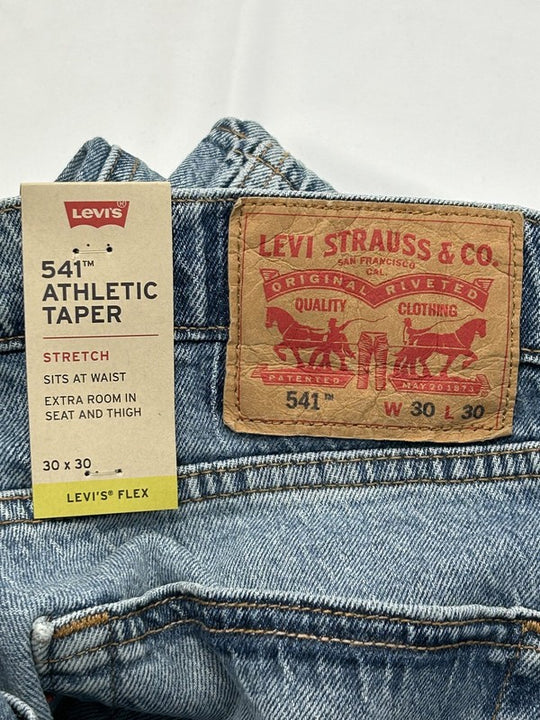 LEVI'S®
541™
ATHLETIC
TAPER
STRETCH
SITS AT WAIST
EXTRA ROOM IN
SEAT AND THIGH
30 x 30
LEVI'S® FLEX
LEVI STRAUSS & CO.
SAN FRANCISCO
CAL.
ORIGINAL RIVETED
QUALITY CLOTHING
PATENTED MAY 20 1873
541™ W 30 L 30